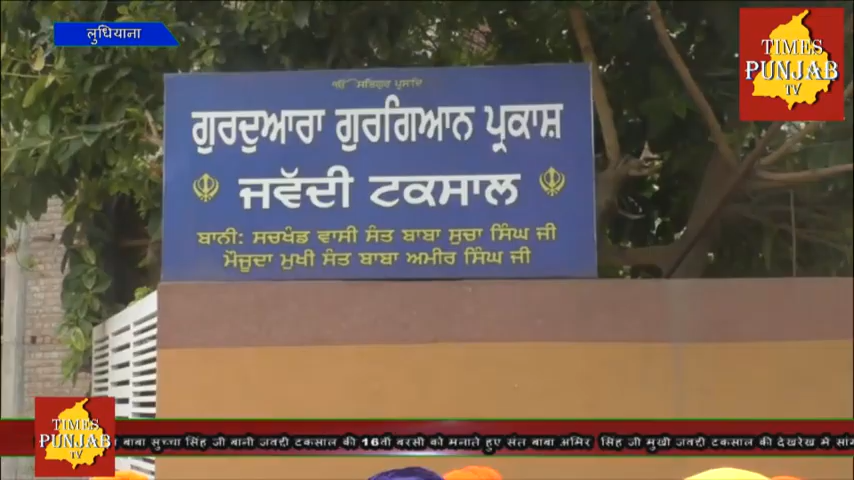 ਲੁਧਿਆਣਾ
TIMES
PUNJAB
TV
ੴ ਸਤਿਗੁਰ ਪ੍ਰਸਾਦਿ
ਗੁਰਦੁਆਰਾ ਗੁਰਗਿਆਨ ਪ੍ਰਕਾਸ਼
ਜਵੱਦੀ ਟਕਸਾਲ
ਬਾਨੀ: ਸਚਖੰਡ ਵਾਸੀ ਸੰਤ ਬਾਬਾ ਸੁਚਾ ਸਿੰਘ ਜੀ
ਮੌਜੂਦਾ ਮੁਖੀ ਸੰਤ ਬਾਬਾ ਅਮੀਰ ਸਿੰਘ ਜੀ
TIMES
PUNJAB
TV
बाबा सुच्चा सिंह जी बानी जवद्दी टकसाल की 16वीं बरसी को मनाते हुए संत बाबा अमिर सिंह जी मुखी जवद्दी टकसाल की देखरेख में